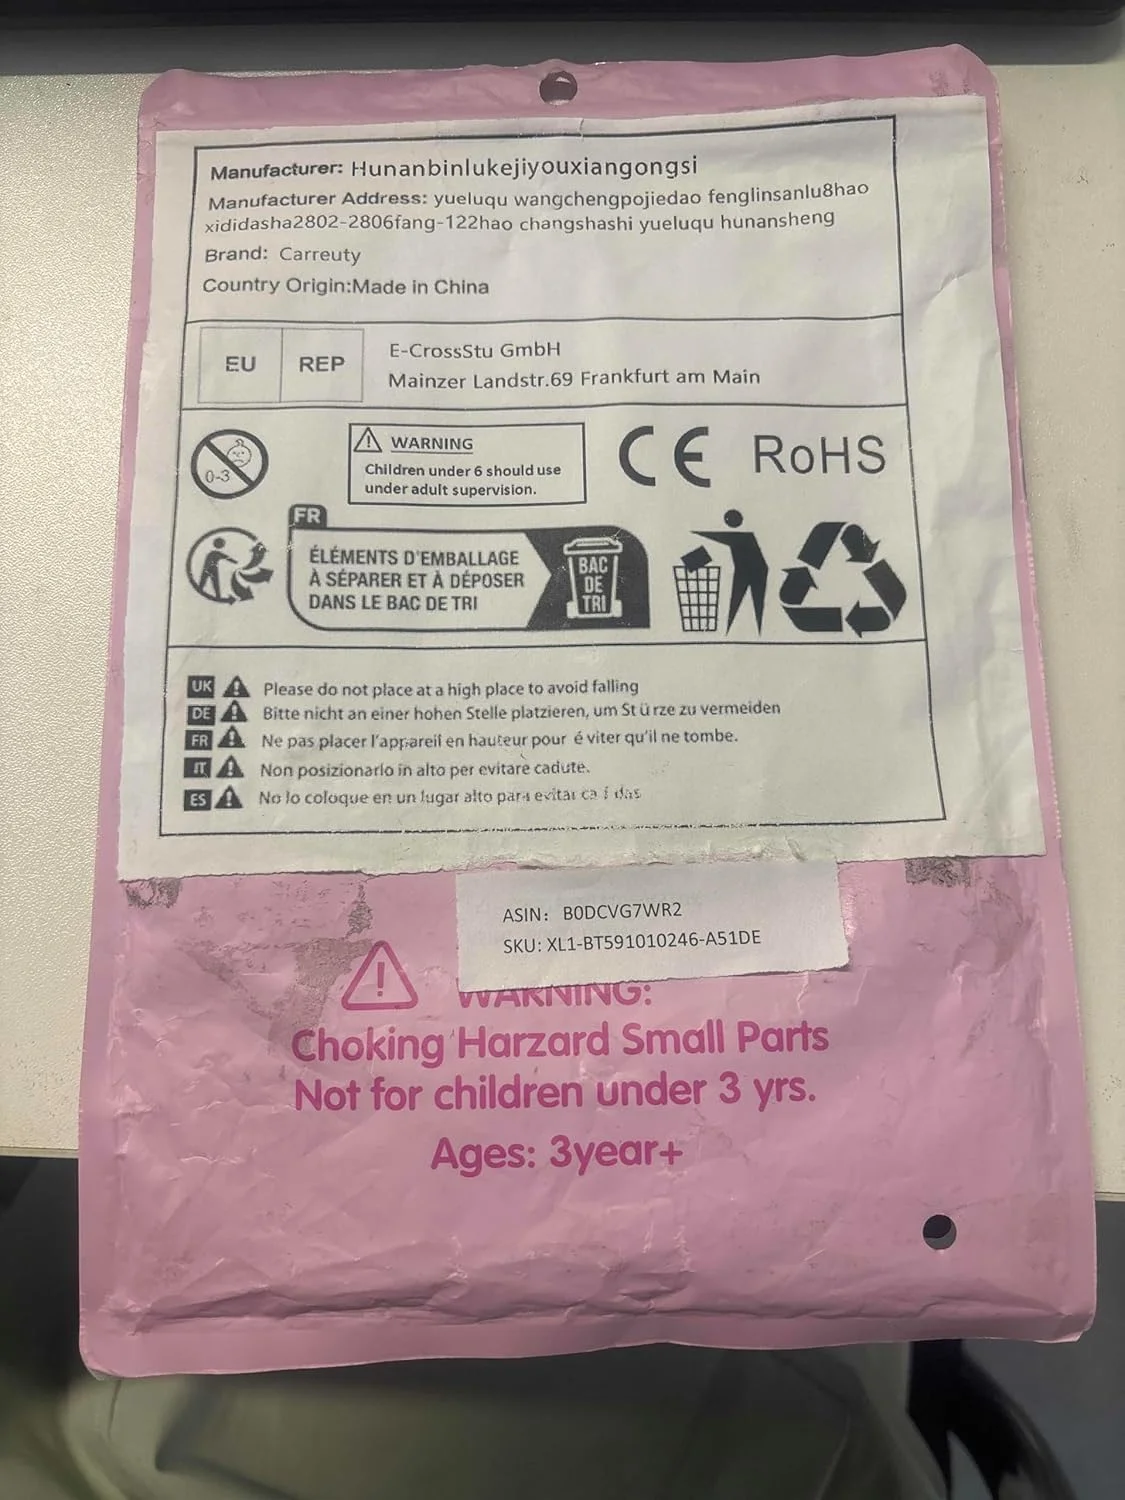 Manufacturer: Hunanbinlukejiyouxiangongsi
Manufacturer Address: yueluqu wangchengpojiedao fenglinsanlu8hao
xididasha2802-2806fang-122hao changshashi yueluqu hunansheng
Brand: Carreuty
Country Origin:Made in China
EU REP
E-CrossStu GmbH
Mainzer Landstr.69 Frankfurt am Main
0-3
WARNING
Children under 6 should use
under adult supervision.
CE RoHS
FR
ÉLÉMENTS D'EMBALLAGE
À SÉPARER ET À DÉPOSER
DANS LE BAC DE TRI
BAC
DE
TRI
UK Please do not place at a high place to avoid falling
DE Bitte nicht an einer hohen Stelle platzieren, um St ü rze zu vermeiden
FR Ne pas placer l'appareil en hauteur pour é viter qu'il ne tombe.
IT Non posizionarlo in alto per evitare cadute.
ES No lo coloque en un lugar alto para evitar ca í das
ASIN: B0DCVG7WR2
SKU: XL1-BT591010246-A51DE
WARNING:
Choking Harzard Small Parts
Not for children under 3 yrs.
Ages: 3year+